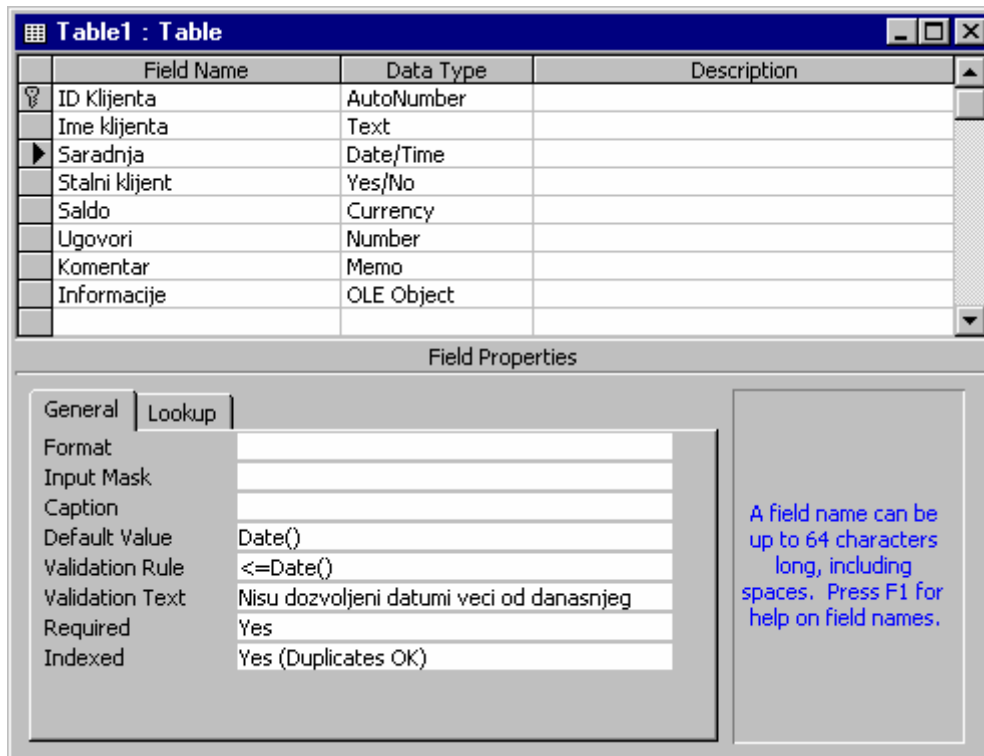 Table1 : Table
Field Name Data Type Description
ID Klijenta AutoNumber
Ime klijenta Text
Saradnja Date/Time
Stalni klijent Yes/No
Saldo Currency
Ugovori Number
Komentar Memo
Informacije OLE Object
Field Properties
General Lookup
Format
Input Mask
Caption
Default Value Date()
Validation Rule <=Date()
Validation Text Nisu dozvoljeni datumi veci od danasnjeg
Required Yes
Indexed Yes (Duplicates OK)
A field name can be
up to 64 characters
long, including
spaces. Press F1 for
help on field names.